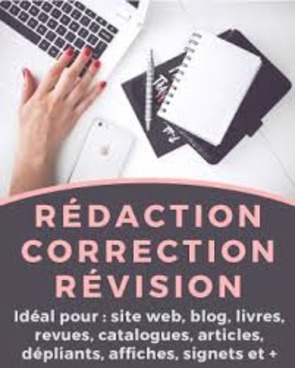 RÉDACTION
CORRECTION
RÉVISION
Idéal pour : site web, blog, livres,
revues, catalogues, articles,
dépliants, affiches, signets et +